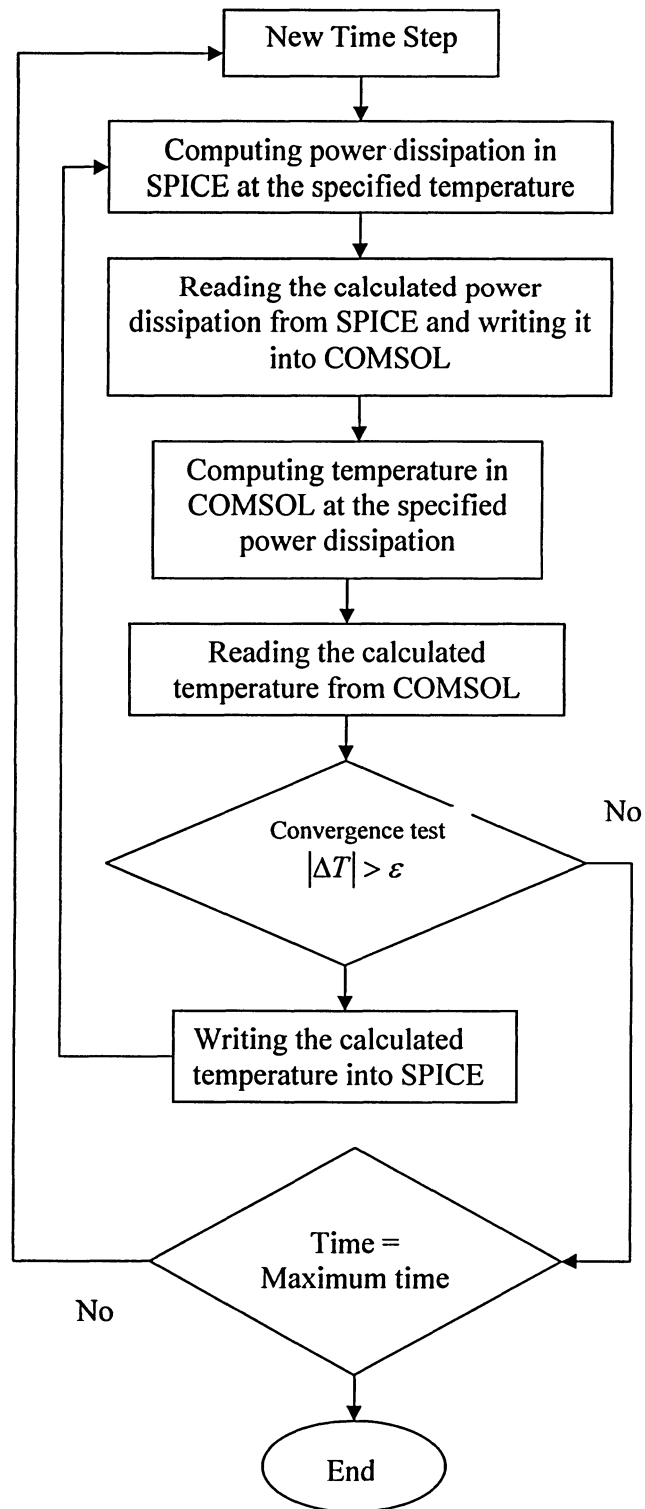 New Time Step
Computing power dissipation in
SPICE at the specified temperature
Reading the calculated power
dissipation from SPICE and writing it
into COMSOL
Computing temperature in
COMSOL at the specified
power dissipation
Reading the calculated
temperature from COMSOL
No
Convergence test
|ΔT| > ε
Writing the calculated
temperature into SPICE
Time =
Maximum time
No
End